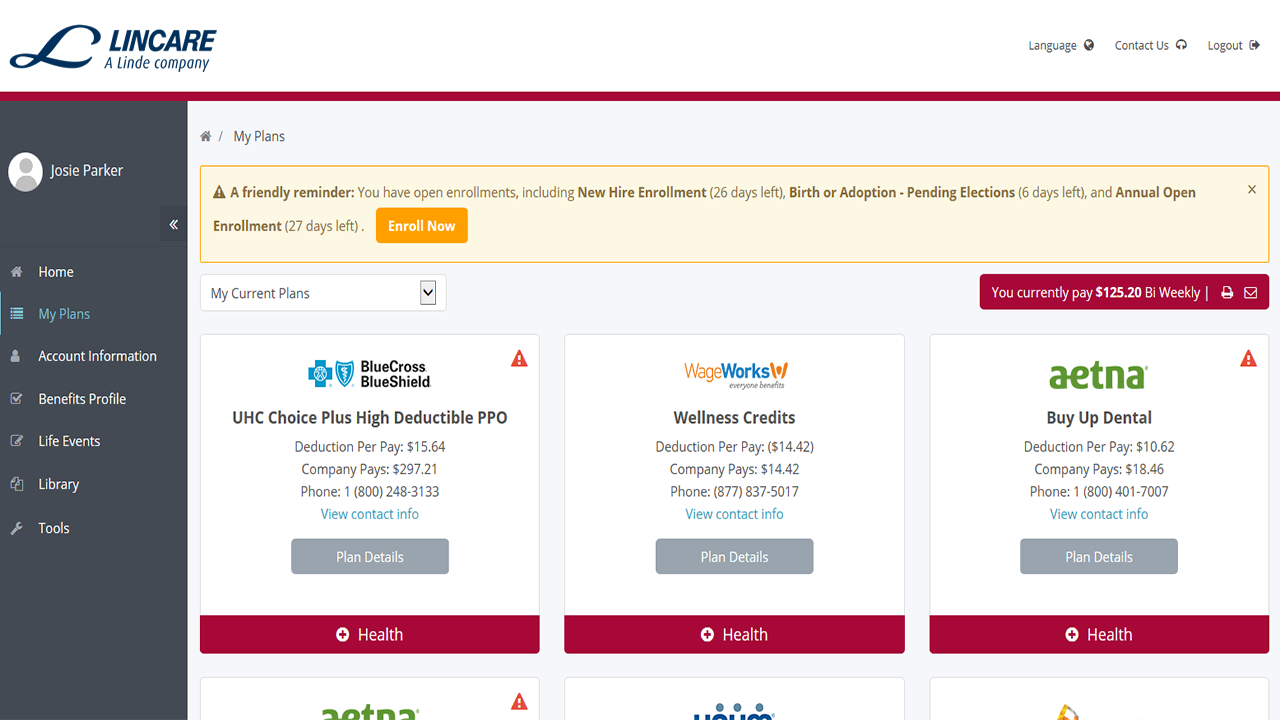 LINCARE
A Linde company
Language
Contact Us
Logout
Josie Parker
Home
My Plans
Account Information
Benefits Profile
Life Events
Library
Tools
/ My Plans
A friendly reminder: You have open enrollments, including New Hire Enrollment (26 days left), Birth or Adoption - Pending Elections (6 days left), and Annual Open
Enrollment (27 days left) . Enroll Now
×
My Current Plans
You currently pay $125.20 Bi Weekly |
BlueCross
BlueShield
UHC Choice Plus High Deductible PPO
Deduction Per Pay: $15.64
Company Pays: $297.21
Phone: 1 (800) 248-3133
View contact info
Plan Details
Health
WageWorks
everyone benefits
Wellness Credits
Deduction Per Pay: ($14.42)
Company Pays: $14.42
Phone: (877) 837-5017
View contact info
Plan Details
Health
aetna
Buy Up Dental
Deduction Per Pay: $10.62
Company Pays: $18.46
Phone: 1 (800) 401-7007
View contact info
Plan Details
Health
aetna
unum